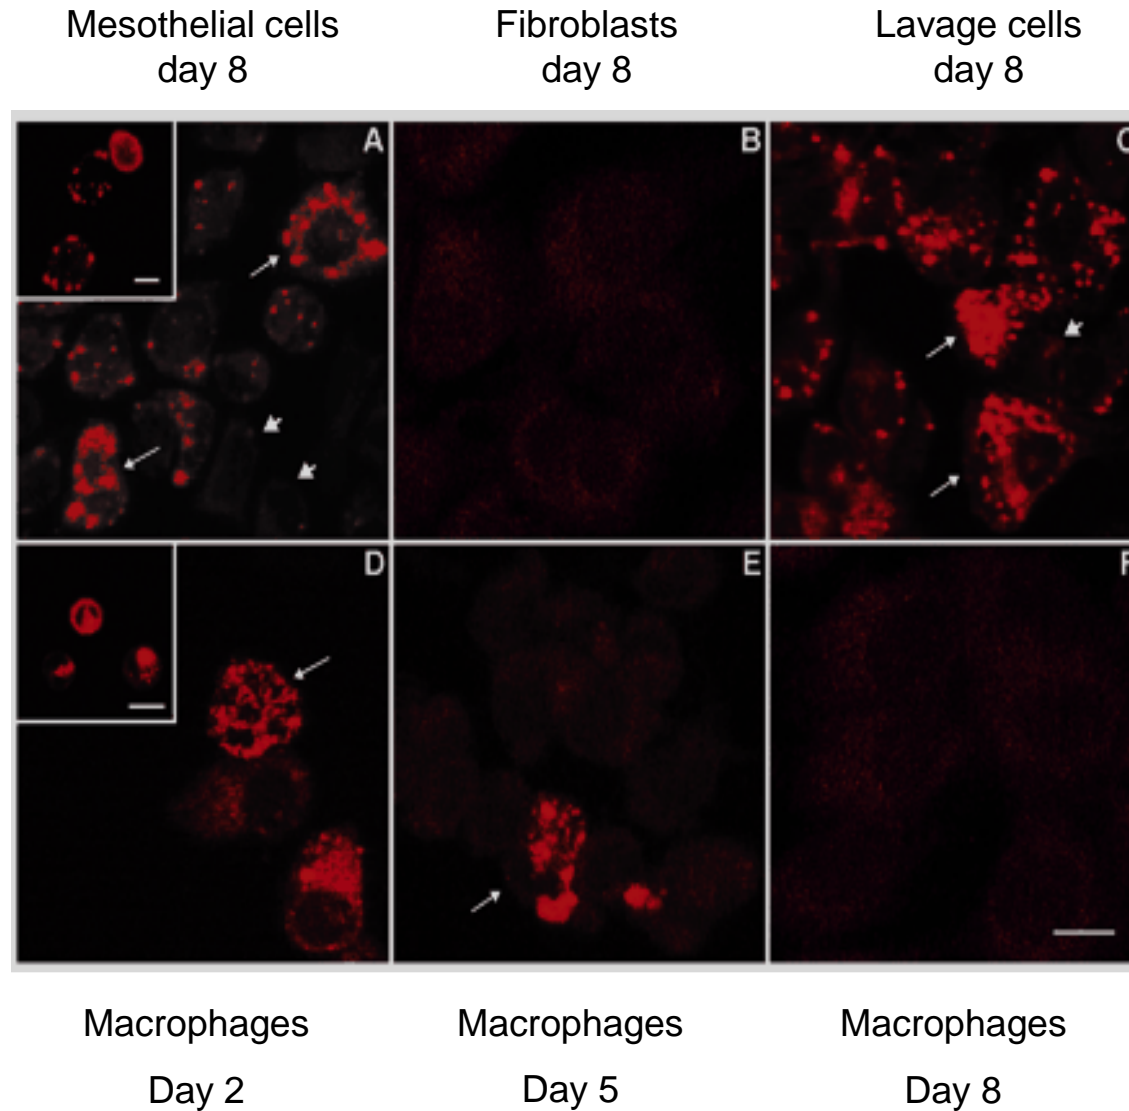 Mesothelial cells
day 8
Fibroblasts
day 8
Lavage cells
day 8
A
B
C
D
E
F
Macrophages
Day 2
Macrophages
Day 5
Macrophages
Day 8